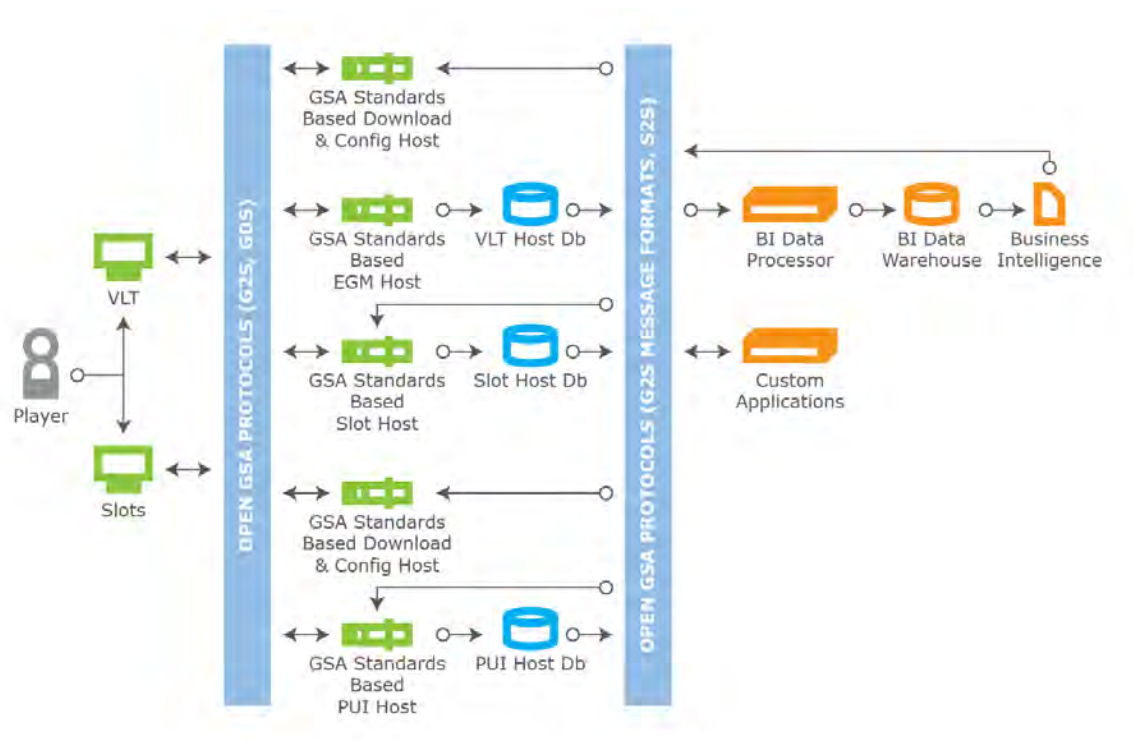 GSA Standards
Based Download
& Config Host
GSA Standards
Based
EGM Host
VLT Host Db
GSA Standards
Based
Slot Host
Slot Host Db
GSA Standards
Based Download
& Config Host
GSA Standards
Based
PUI Host
PUI Host Db
VLT
Player
Slots
OPEN GSA PROTOCOLS (G2S, GDS)
OPEN GSA PROTOCOLS (G2S MESSAGE FORMATS, S2S)
BI Data
Processor
BI Data
Warehouse
Business
Intelligence
Custom
Applications